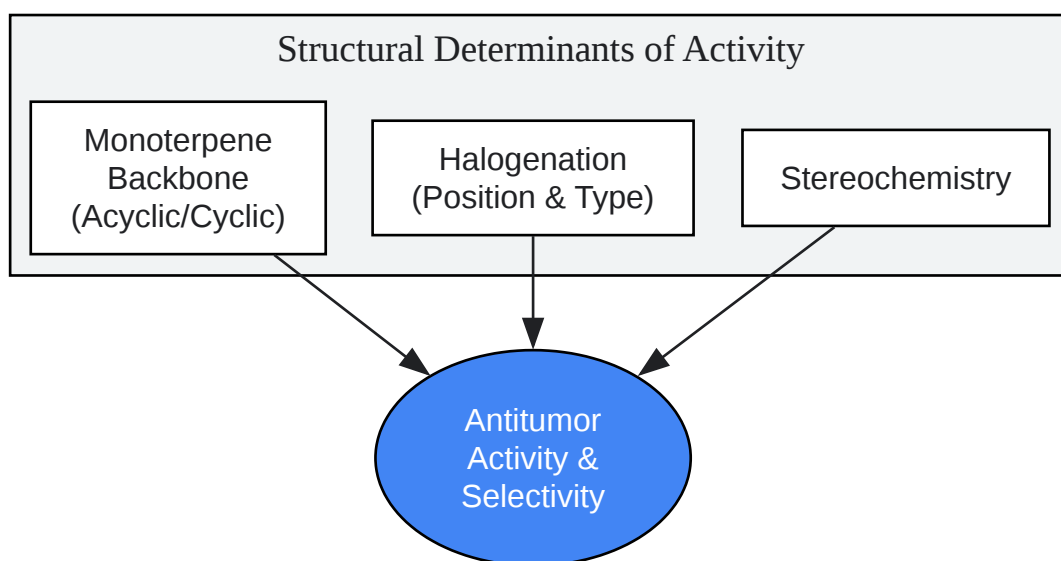 Structural Determinants of Activity
Monoterpene
Backbone
(Acyclic/Cyclic)
Halogenation
(Position & Type)
Stereochemistry
Antitumor
Activity &
Selectivity